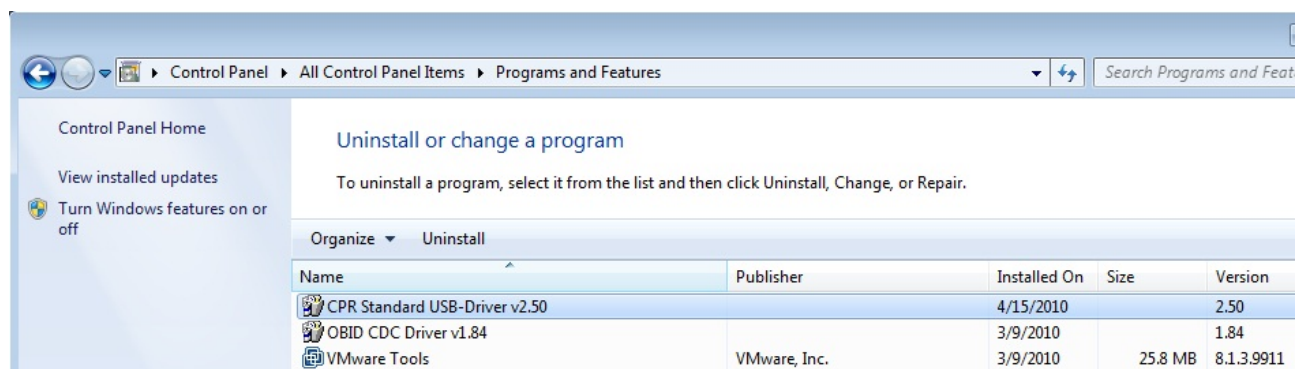 Control Panel ▸ All Control Panel Items ▸ Programs and Features
Search Programs and Feat
Control Panel Home
View installed updates
Turn Windows features on or
off
Uninstall or change a program
To uninstall a program, select it from the list and then click Uninstall, Change, or Repair.
Organize Uninstall
Name Publisher Installed On Size Version
CPR Standard USB-Driver v2.50 4/15/2010 2.50
OBID CDC Driver v1.84 3/9/2010 1.84
VMware Tools VMware, Inc. 3/9/2010 25.8 MB 8.1.3.9911